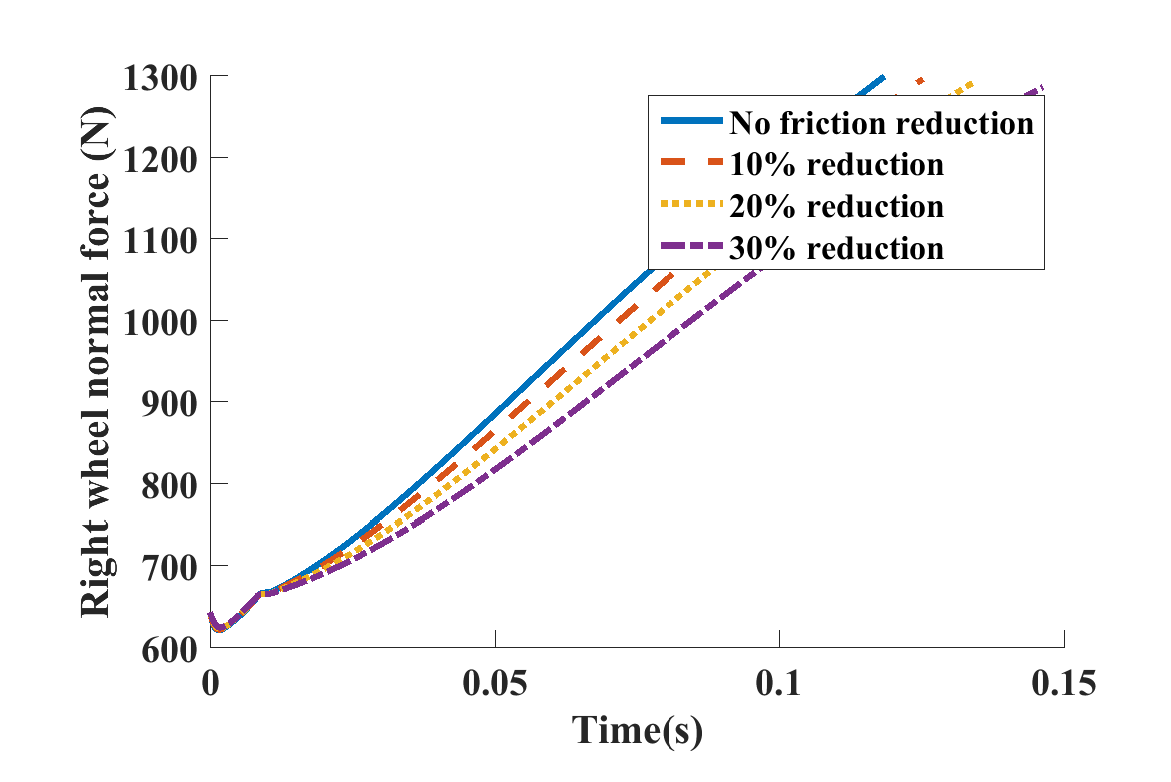 Right wheel normal force (N)
1300
1200
1100
1000
900
800
700
600
No friction reduction
10% reduction
20% reduction
30% reduction
0
0.05
0.1
0.15
Time(s)